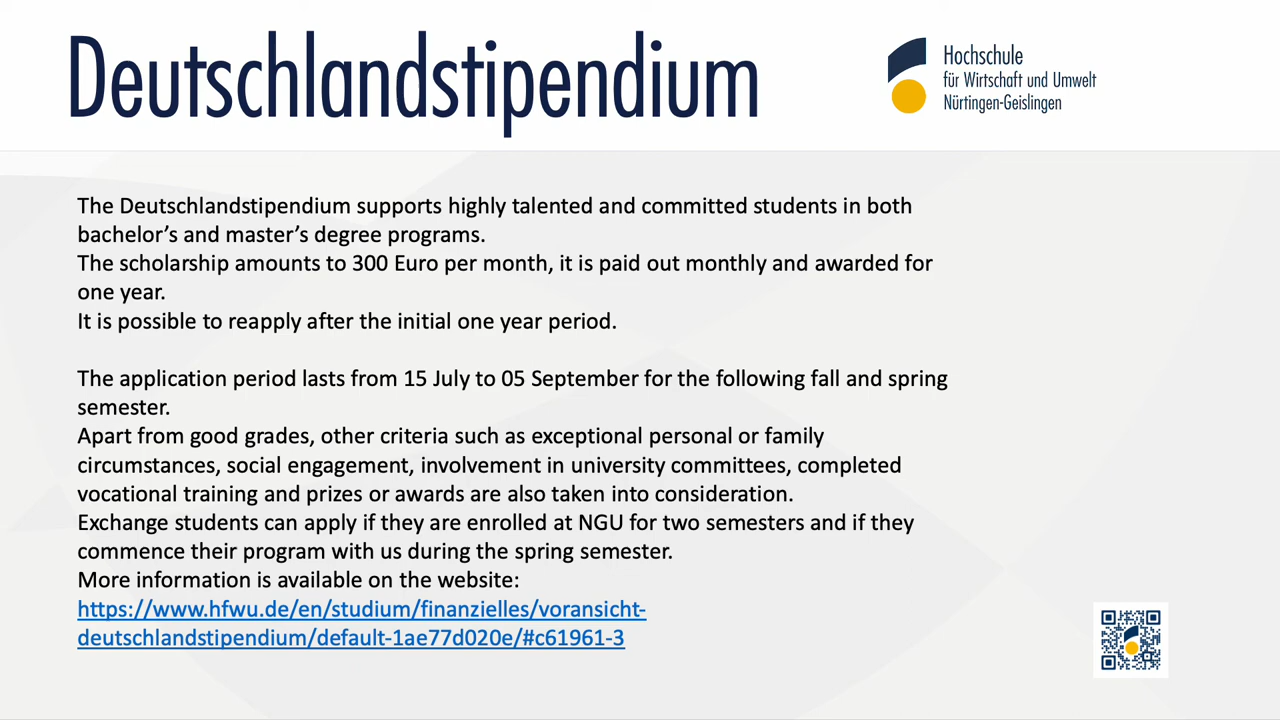 Deutschlandstipendium
Hochschule
für Wirtschaft und Umwelt
Nürtingen-Geislingen
The Deutschlandstipendium supports highly talented and committed students in both
bachelor’s and master’s degree programs.
The scholarship amounts to 300 Euro per month, it is paid out monthly and awarded for
one year.
It is possible to reapply after the initial one year period.
The application period lasts from 15 July to 05 September for the following fall and spring
semester.
Apart from good grades, other criteria such as exceptional personal or family
circumstances, social engagement, involvement in university committees, completed
vocational training and prizes or awards are also taken into consideration.
Exchange students can apply if they are enrolled at NGU for two semesters and if they
commence their program with us during the spring semester.
More information is available on the website:
https://www.hfwu.de/en/studium/finanzielles/voransicht-
deutschlandstipendium/default-1ae77d020e/#c61961-3